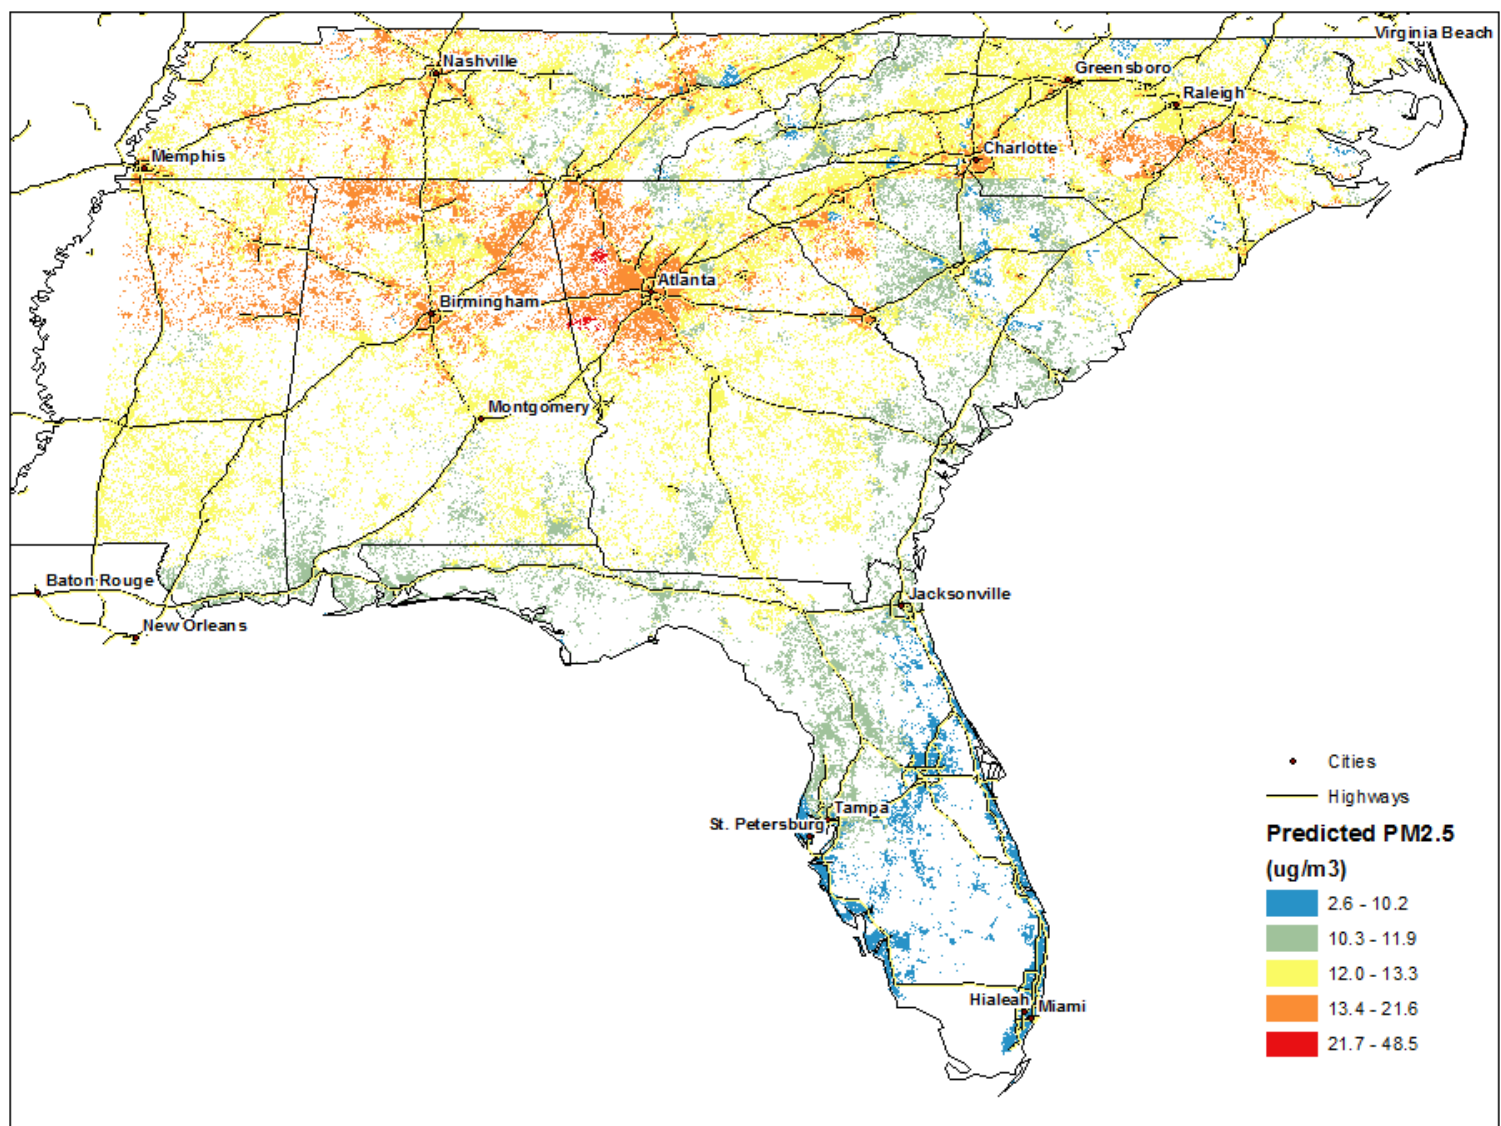 Virginia Beach
Nashville
Greensboro
Raleigh
Memphis
Charlotte
Atlanta
Birmingham
Montgomery
Baton Rouge
New Orleans
Jacksonville
Tampa
St. Petersburg
Hialeah
Miami
Cities
Highways
Predicted PM2.5
(ug/m3)
2.6 - 10.2
10.3 - 11.9
12.0 - 13.3
13.4 - 21.6
21.7 - 48.5